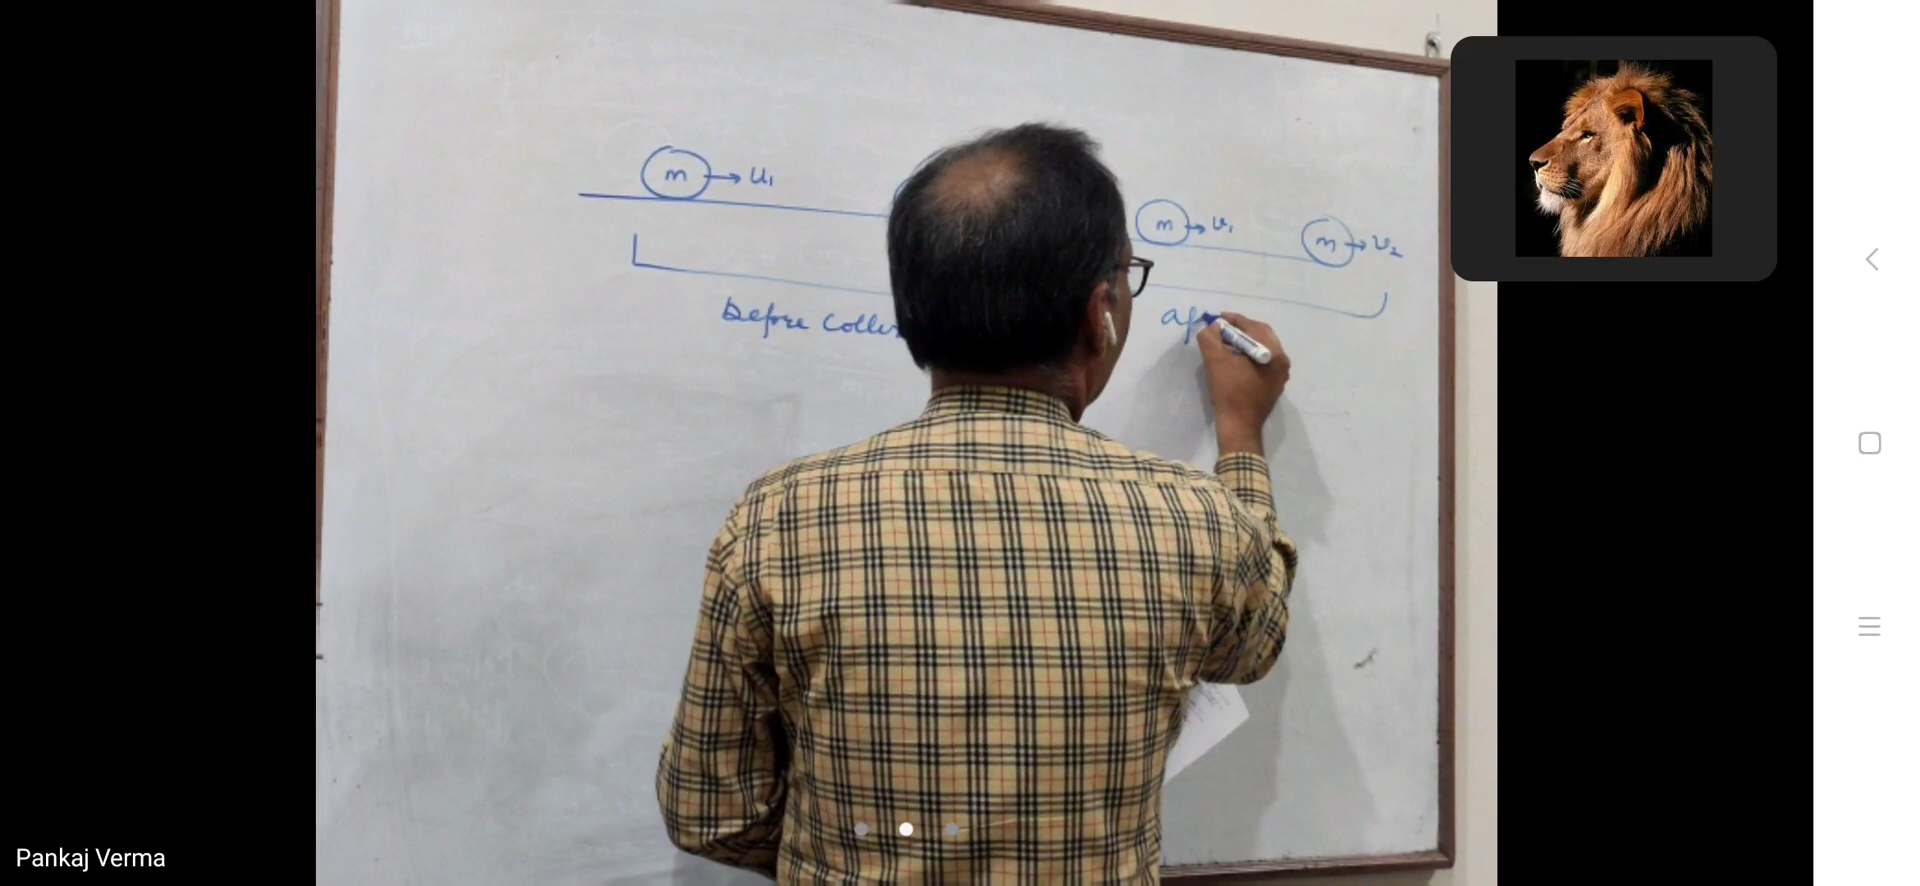 m → u₁
m → v₁
m → v₂
Before
Pankaj Verma